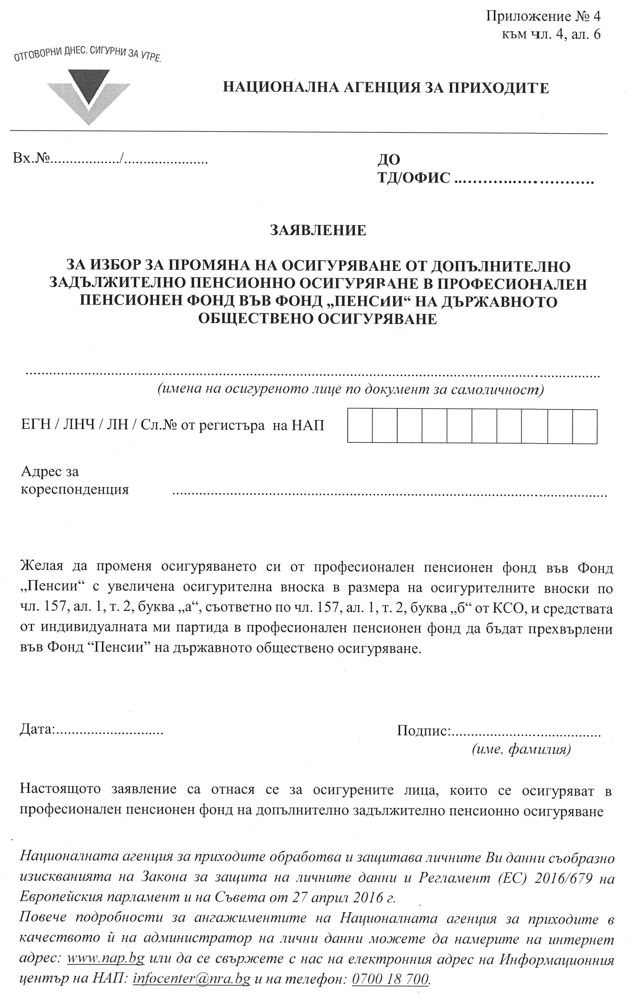 Приложение № 4
към чл. 4, ал. 6
ОТГОВОРНИ ДНЕС. СИГУРНИ ЗА УТРЕ.
НАЦИОНАЛНА АГЕНЦИЯ ЗА ПРИХОДИТЕ
Вх.№................../......................
ДО
ТД/ОФИС .....................................
ЗАЯВЛЕНИЕ
ЗА ИЗБОР ЗА ПРОМЯНА НА ОСИГУРЯВАНЕ ОТ ДОПЪЛНИТЕЛНО
ЗАДЪЛЖИТЕЛНО ПЕНСИОННО ОСИГУРЯВАНЕ В ПРОФЕСИОНАЛЕН
ПЕНСИОНЕН ФОНД ВЪВ ФОНД „ПЕНСИИ“ НА ДЪРЖАВНОТО
ОБЩЕСТВЕНО ОСИГУРЯВАНЕ
......................................................................................................................................................
(имена на осигуреното лице по документ за самоличност)
ЕГН / ЛНЧ / ЛН / Сл.№ от регистъра на НАП
Адрес за
кореспонденция ..................................................................................................................
Желая да променя осигуряването си от професионален пенсионен фонд във Фонд
„Пенсии“ с увеличена осигурителна вноска в размера на осигурителните вноски по
чл. 157, ал. 1, т. 2, буква „а“, съответно по чл. 157, ал. 1, т. 2, буква „б“ от КСО, и средствата
от индивидуалната ми партида в професионален пенсионен фонд да бъдат прехвърлени
във Фонд “Пенсии” на държавното обществено осигуряване.
Дата:............................ Подпис:.......................................
(име, фамилия)
Настоящото заявление са отнася се за осигурените лица, които се осигуряват в
професионален пенсионен фонд на допълнително задължително пенсионно осигуряване
Националната агенция за приходите обработва и защитава личните Ви данни съобразно
изискванията на Закона за защита на личните данни и Регламент (ЕС) 2016/679 на
Европейския парламент и на Съвета от 27 април 2016 г.
Повече подробности за ангажиментите на Националната агенция за приходите в
качеството й на администратор на лични данни можете да намерите на интернет
адрес: www.nap.bg или да се свържете с нас на електронния адрес на Информационния
център на НАП: infocenter@nra.bg и на телефон: 0700 18 700.